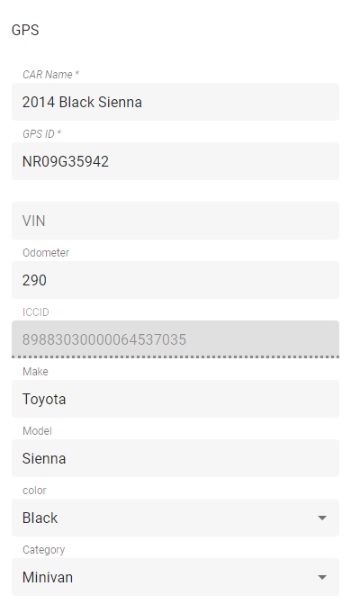 GPS
CAR Name *
2014 Black Sienna
GPS ID *
NR09G35942
VIN
Odometer
290
ICCID
89883030000064537035
Make
Toyota
Model
Sienna
color
Black
Category
Minivan